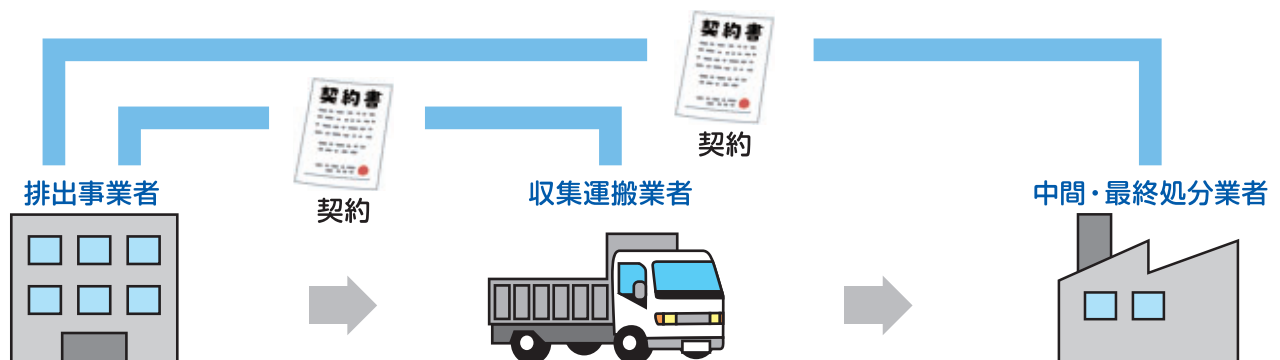 契約書
契約
契約書
契約
排出事業者
収集運搬業者
中間・最終処分業者